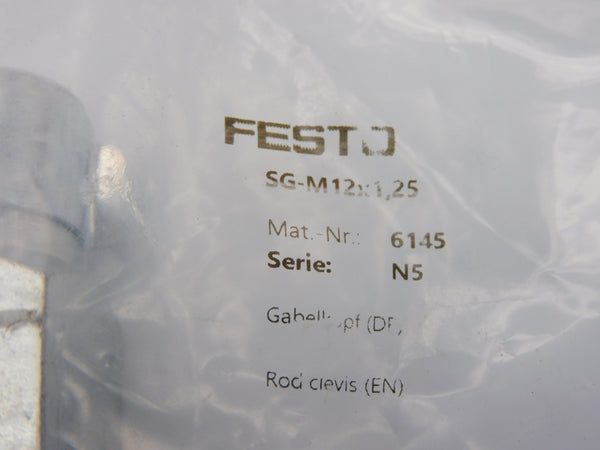 FESTO
SG-M12x1,25
Mat.-Nr.: 6145
Serie: N5
Gabelkopf (DE)
Rod clevis (EN)